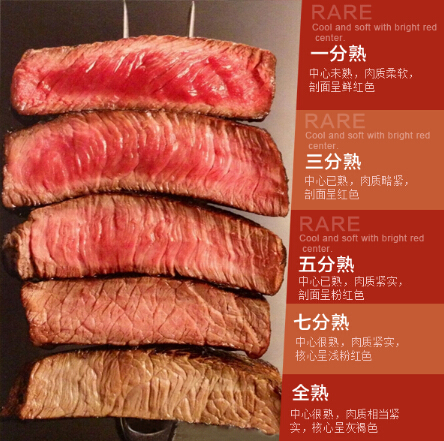 RARE
Cool and soft with bright red
center.
一分熟
中心未熟，肉质柔软，
剖面呈鲜红色
RARE
Cool and soft with bright red
center.
三分熟
中心已熟，肉质略紧，
剖面呈红色
RARE
Cool and soft with bright red
center.
五分熟
中心已熟，肉质紧实，
剖面呈粉红色
七分熟
中心很熟，肉质紧实，
核心呈浅粉红色
全熟
中心很熟，肉质相当紧
实，核心呈灰褐色